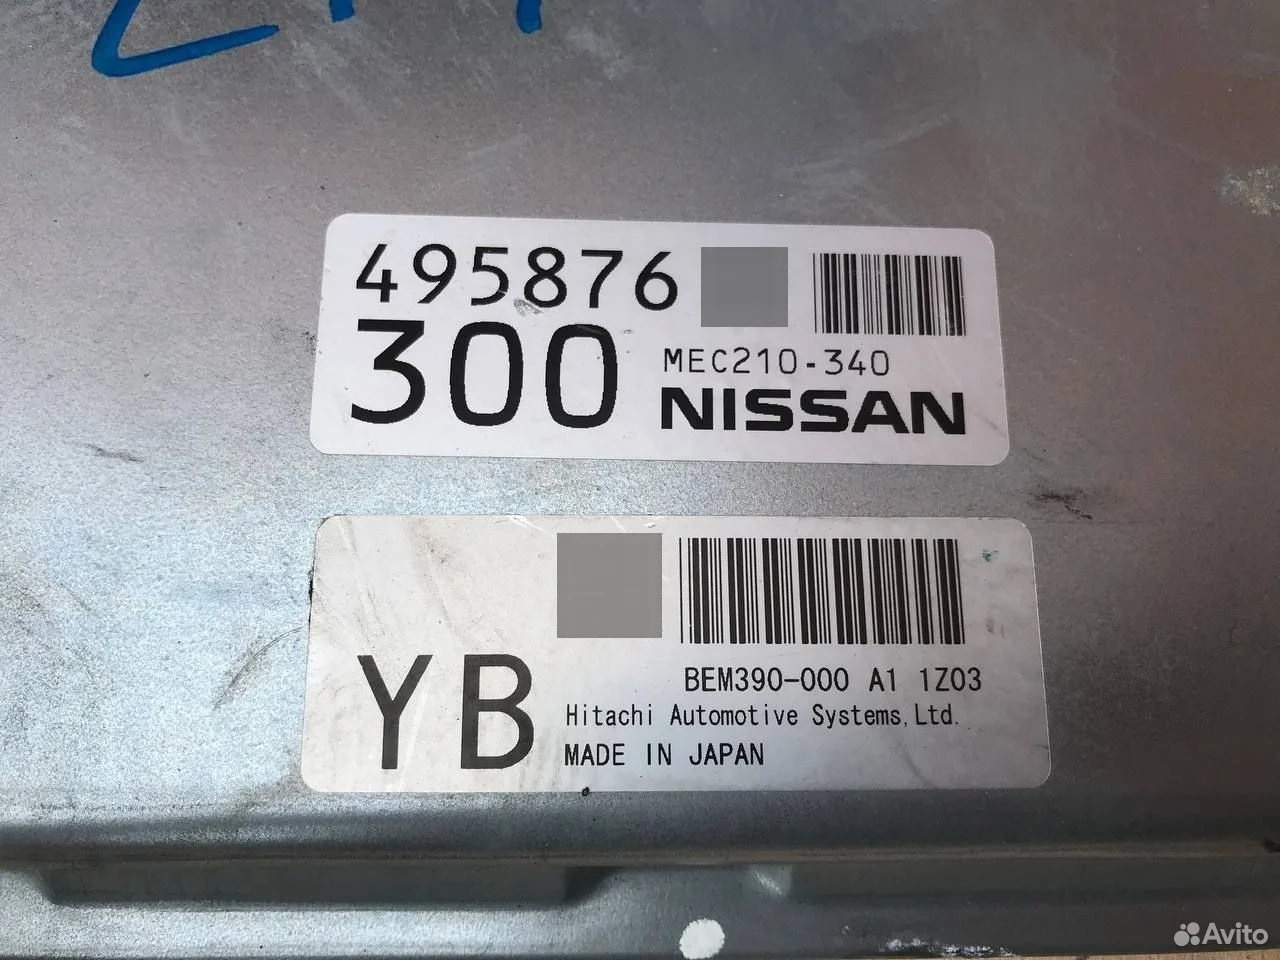 495876
300
MEC210-340
NISSAN
BEM390-000 A1 1Z03
YB
Hitachi Automotive Systems,Ltd.
MADE IN JAPAN
Avito